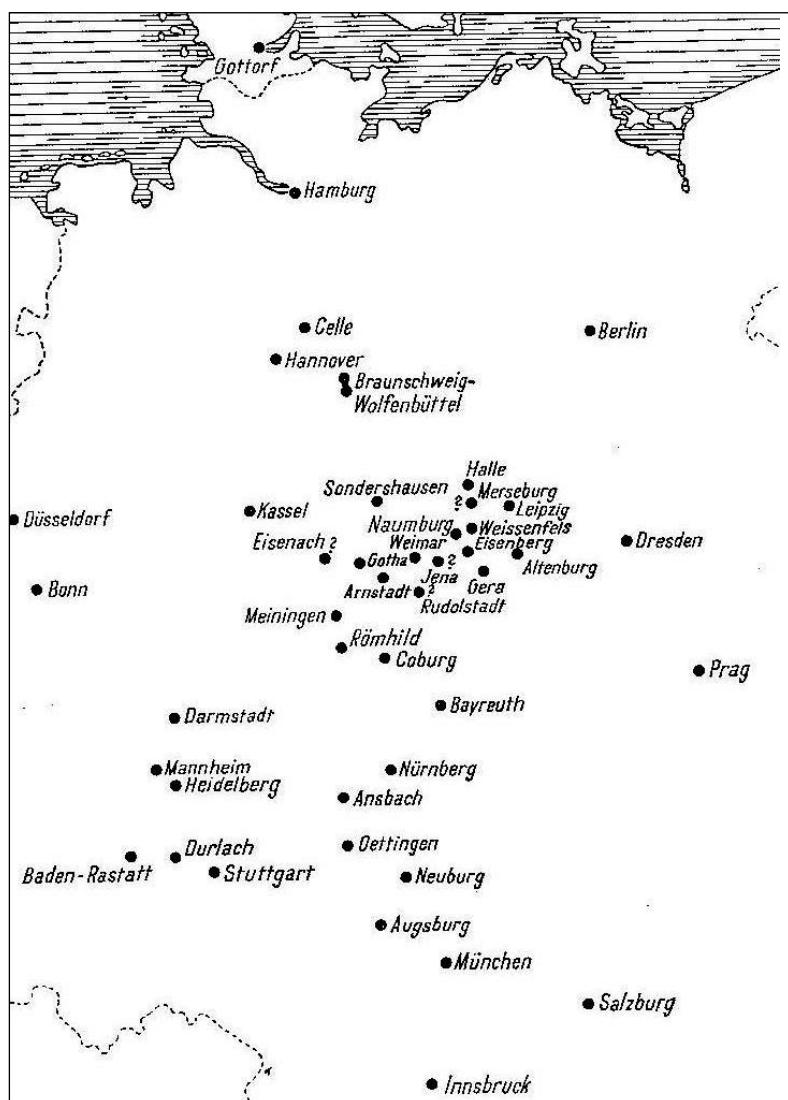 Gottorf
Hamburg
Celle
Berlin
Hannover
Braunschweig-
Wolfenbüttel
Halle
Sondershausen
?
Merseburg
Leipzig
Düsseldorf
Kassel
Naumburg
Weissenfels
Eisenach ?
Weimar
Eisenberg
Dresden
Gotha
?
Altenburg
Jena
Gera
Bonn
Arnstadt
?
Rudolstadt
Meiningen
Römhild
Coburg
Prag
Bayreuth
Darmstadt
Mannheim
Nürnberg
Heidelberg
Ansbach
Oettingen
Durlach
Baden-Rastatt
Stuttgart
Neuburg
Augsburg
München
Salzburg
Innsbruck